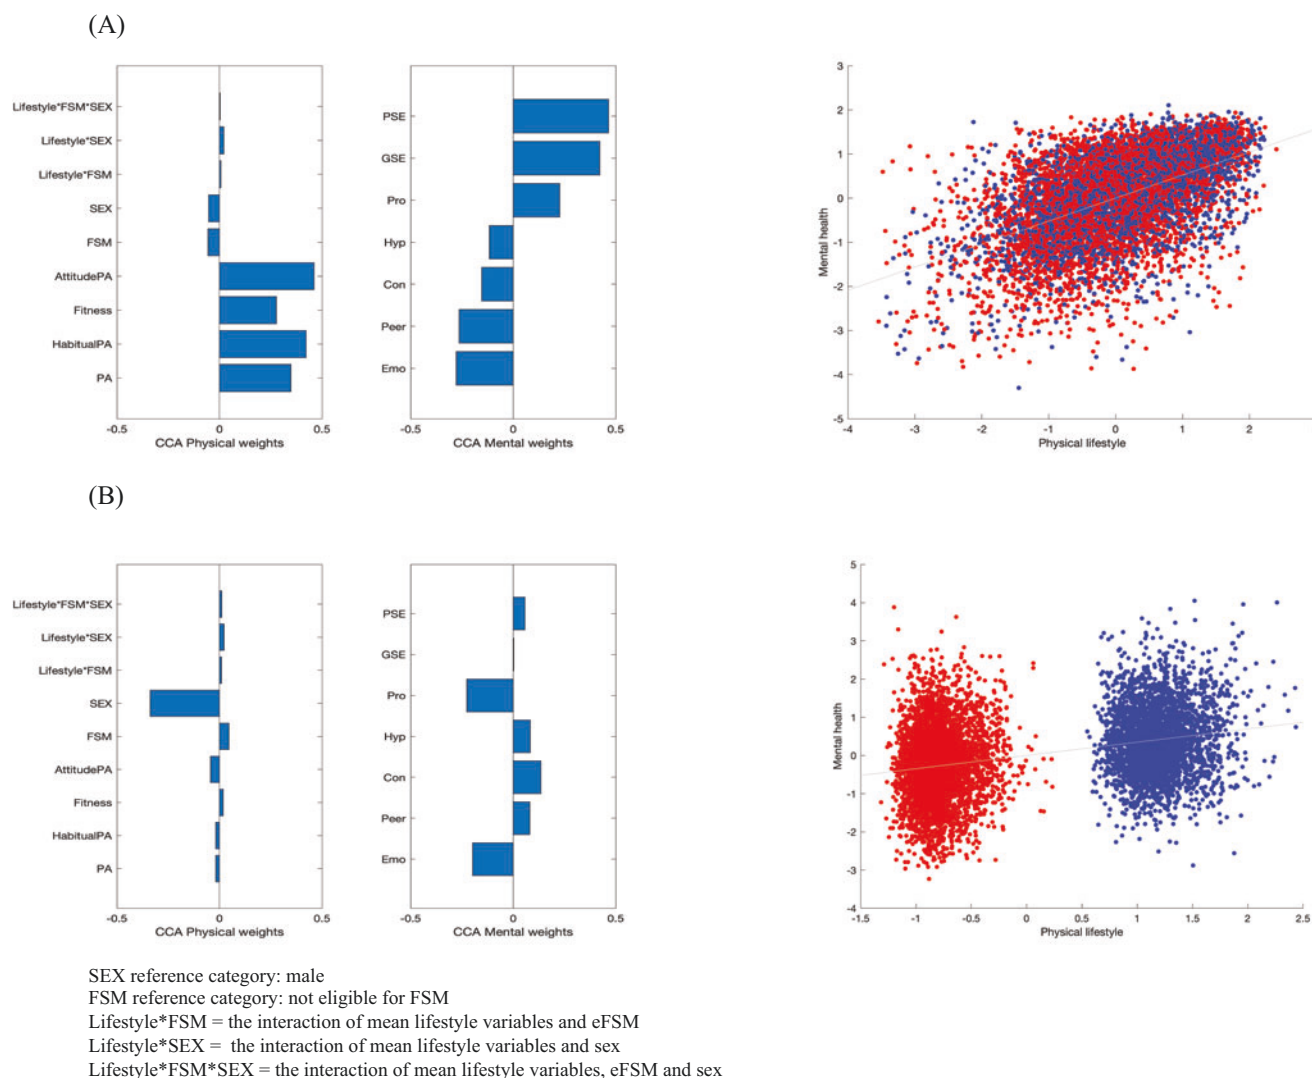 (A)
Lifestyle*FSM*SEX
Lifestyle*SEX
Lifestyle*FSM
SEX
FSM
AttitudePA
Fitness
HabitualPA
PA
-0.5 0 0.5
CCA Physical weights
PSE
GSE
Pro
Hyp
Con
Peer
Emo
-0.5 0 0.5
CCA Mental weights
3
2
1
0
-1
-2
-3
-4
-5
Mental health
-4 -3 -2 -1 0 1 2
Physical lifestyle
(B)
Lifestyle*FSM*SEX
Lifestyle*SEX
Lifestyle*FSM
SEX
FSM
AttitudePA
Fitness
HabitualPA
PA
-0.5 0 0.5
CCA Physical weights
PSE
GSE
Pro
Hyp
Con
Peer
Emo
-0.5 0 0.5
CCA Mental weights
5
4
3
2
1
0
-1
-2
-3
-4
Mental health
-1.5 -1 -0.5 0 0.5 1 1.5 2 2.5
Physical lifestyle
SEX reference category: male
FSM reference category: not eligible for FSM
Lifestyle*FSM = the interaction of mean lifestyle variables and eFSM
Lifestyle*SEX = the interaction of mean lifestyle variables and sex
Lifestyle*FSM*SEX = the interaction of mean lifestyle variables, eFSM and sex